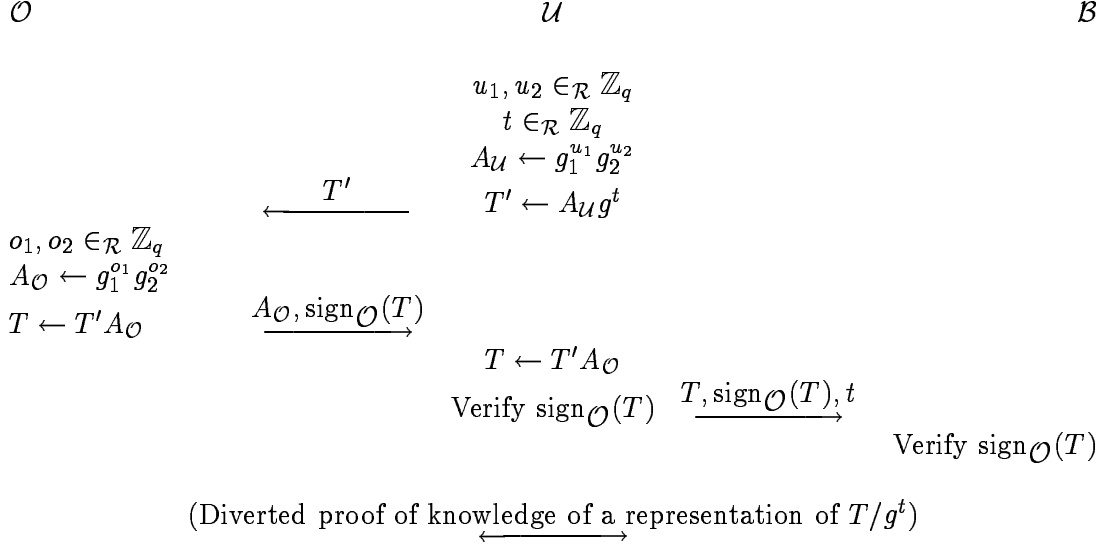 𝒪 𝒰 ℬ
u₁, u₂ ∈_ℛ ℤ_q
t ∈_ℛ ℤ_q
A_𝒰 ← g₁^{u₁} g₂^{u₂}
T′
T′ ← A_𝒰 g^t
o₁, o₂ ∈_ℛ ℤ_q
A_𝒪 ← g₁^{o₁} g₂^{o₂}
A_𝒪, sign_𝒪(T)
T ← T′A_𝒪
T ← T′A_𝒪
T, sign_𝒪(T), t
Verify sign_𝒪(T)
Verify sign_𝒪(T)
(Diverted proof of knowledge of a representation of T/g^t)